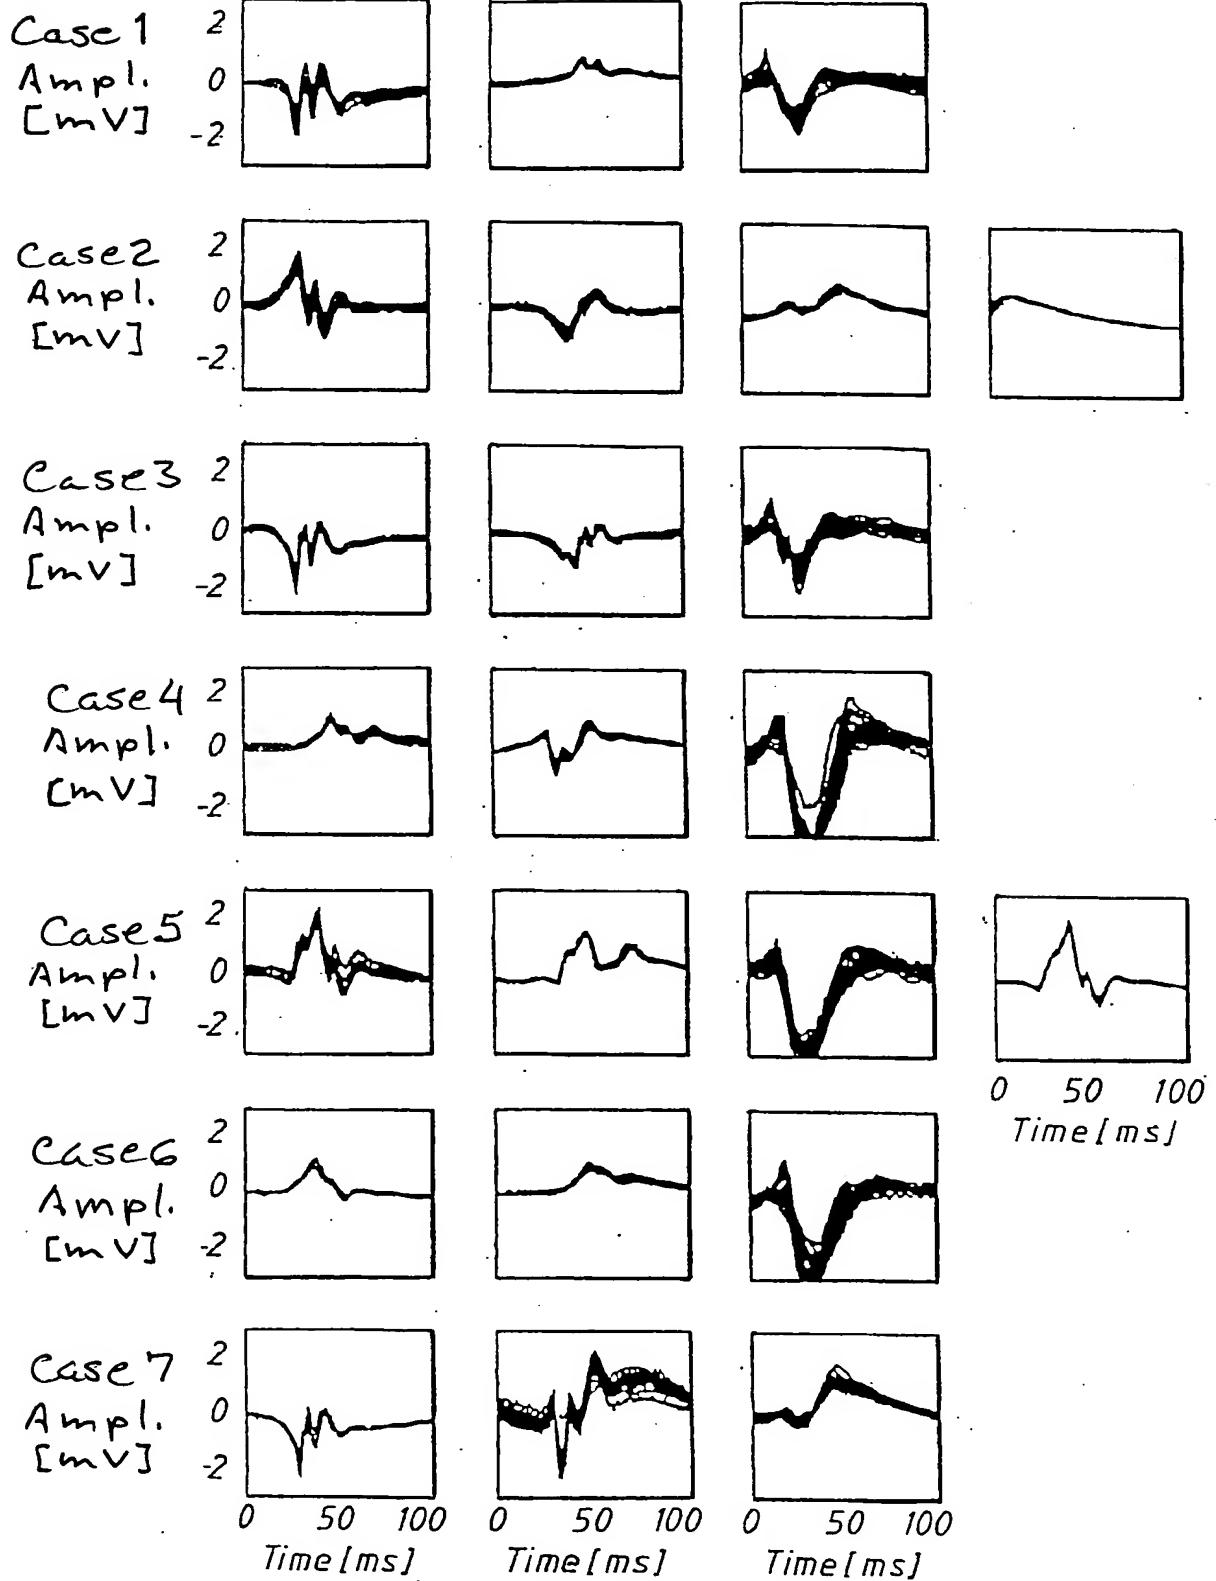 Case 1
Ampl.
[mV]
2
0
-2
Case 2
Ampl.
[mV]
2
0
-2
Case 3
Ampl.
[mV]
2
0
-2
Case 4
Ampl.
[mV]
2
0
-2
Case 5
Ampl.
[mV]
2
0
-2
0 50 100
Time [ms]
Case 6
Ampl.
[mV]
2
0
-2
Case 7
Ampl.
[mV]
2
0
-2
0 50 100 0 50 100 0 50 100
Time [ms] Time [ms] Time [ms]